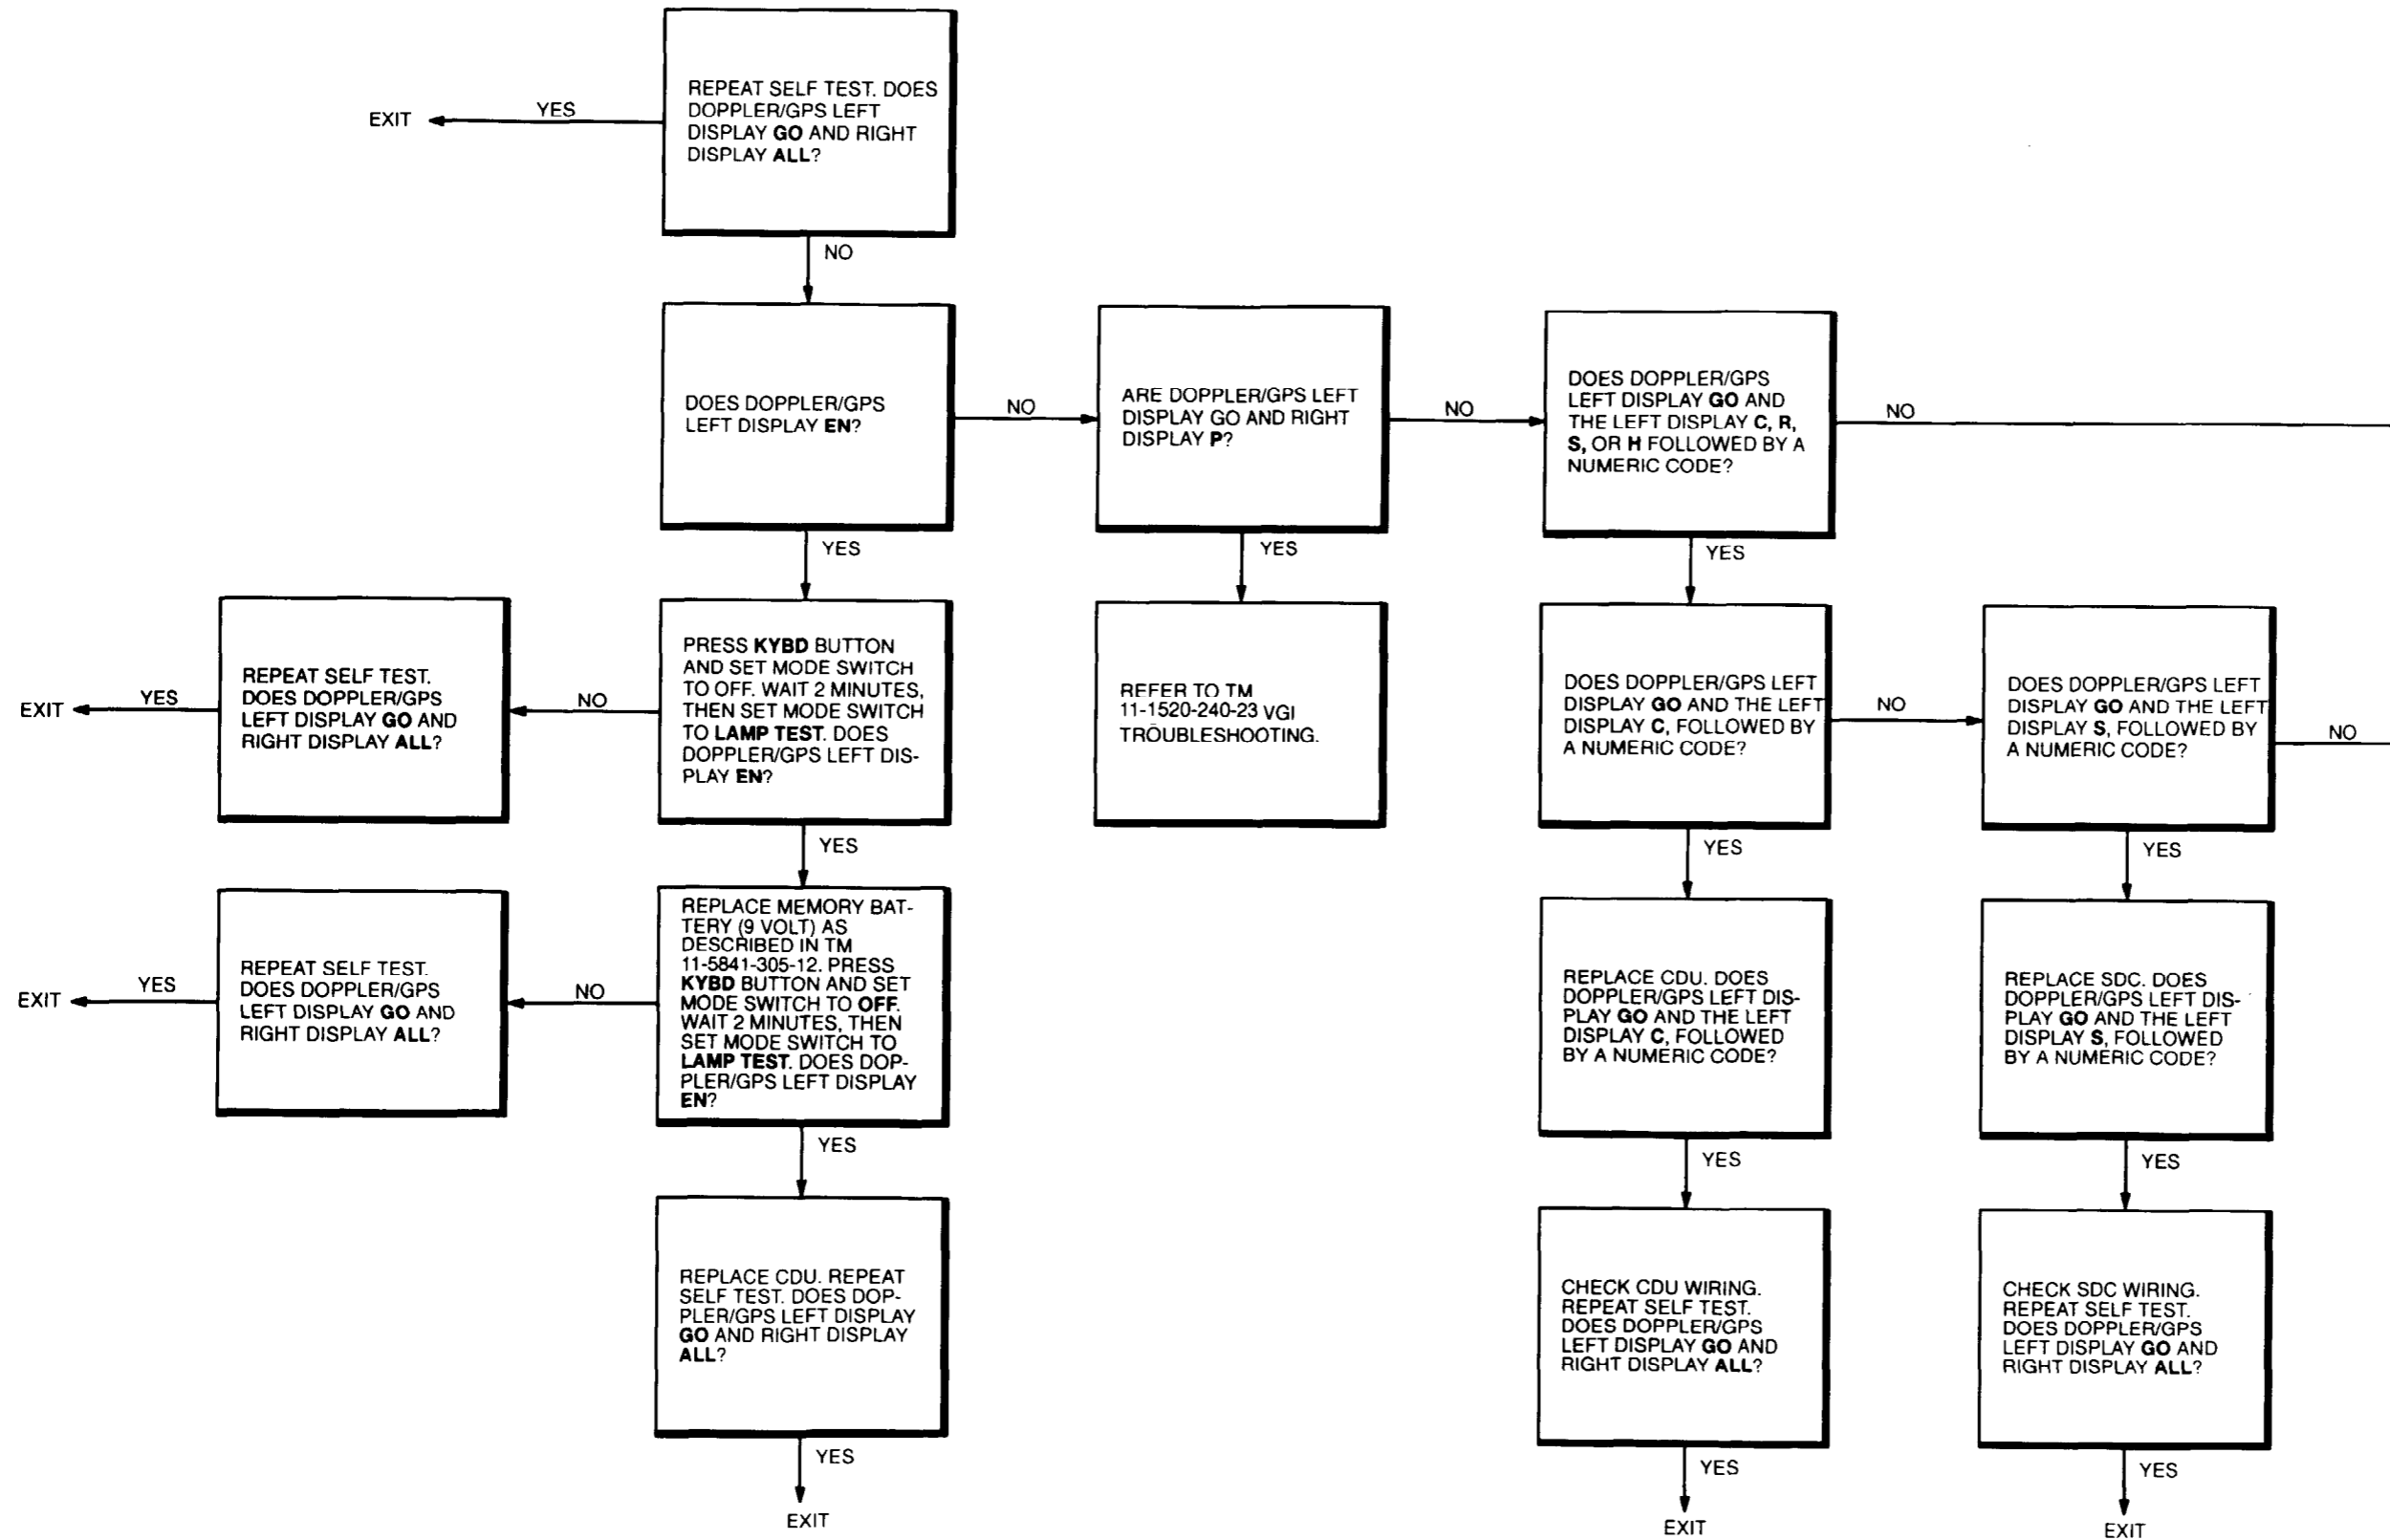 REPEAT SELF TEST. DOES
DOPPLER/GPS LEFT
DISPLAY GO AND RIGHT
DISPLAY ALL?
YES
EXIT
NO
DOES DOPPLER/GPS
LEFT DISPLAY EN?
NO
ARE DOPPLER/GPS LEFT
DISPLAY GO AND RIGHT
DISPLAY P?
NO
DOES DOPPLER/GPS
LEFT DISPLAY GO AND
THE LEFT DISPLAY C, R,
S, OR H FOLLOWED BY A
NUMERIC CODE?
NO
YES
YES
YES
REPEAT SELF TEST.
DOES DOPPLER/GPS
LEFT DISPLAY GO AND
RIGHT DISPLAY ALL?
YES
EXIT
NO
PRESS KYBD BUTTON
AND SET MODE SWITCH
TO OFF. WAIT 2 MINUTES,
THEN SET MODE SWITCH
TO LAMP TEST. DOES
DOPPLER/GPS LEFT DIS-
PLAY EN?
REFER TO TM
11-1520-240-23 VGI
TROUBLESHOOTING.
DOES DOPPLER/GPS LEFT
DISPLAY GO AND THE LEFT
DISPLAY C, FOLLOWED BY
A NUMERIC CODE?
NO
DOES DOPPLER/GPS LEFT
DISPLAY GO AND THE LEFT
DISPLAY S, FOLLOWED BY
A NUMERIC CODE?
NO
YES
YES
YES
REPEAT SELF TEST.
DOES DOPPLER/GPS
LEFT DISPLAY GO AND
RIGHT DISPLAY ALL?
YES
EXIT
NO
REPLACE MEMORY BAT-
TERY (9 VOLT) AS
DESCRIBED IN TM
11-5841-305-12. PRESS
KYBD BUTTON AND SET
MODE SWITCH TO OFF.
WAIT 2 MINUTES, THEN
SET MODE SWITCH TO
LAMP TEST. DOES DOP-
PLER/GPS LEFT DISPLAY
EN?
REPLACE CDU. DOES
DOPPLER/GPS LEFT DIS-
PLAY GO AND THE LEFT
DISPLAY C, FOLLOWED
BY A NUMERIC CODE?
REPLACE SDC. DOES
DOPPLER/GPS LEFT DIS-
PLAY GO AND THE LEFT
DISPLAY S, FOLLOWED
BY A NUMERIC CODE?
YES
YES
YES
REPLACE CDU. REPEAT
SELF TEST. DOES DOP-
PLER/GPS LEFT DISPLAY
GO AND RIGHT DISPLAY
ALL?
CHECK CDU WIRING.
REPEAT SELF TEST.
DOES DOPPLER/GPS
LEFT DISPLAY GO AND
RIGHT DISPLAY ALL?
CHECK SDC WIRING.
REPEAT SELF TEST.
DOES DOPPLER/GPS
LEFT DISPLAY GO AND
RIGHT DISPLAY ALL?
YES
YES
YES
EXIT
EXIT
EXIT